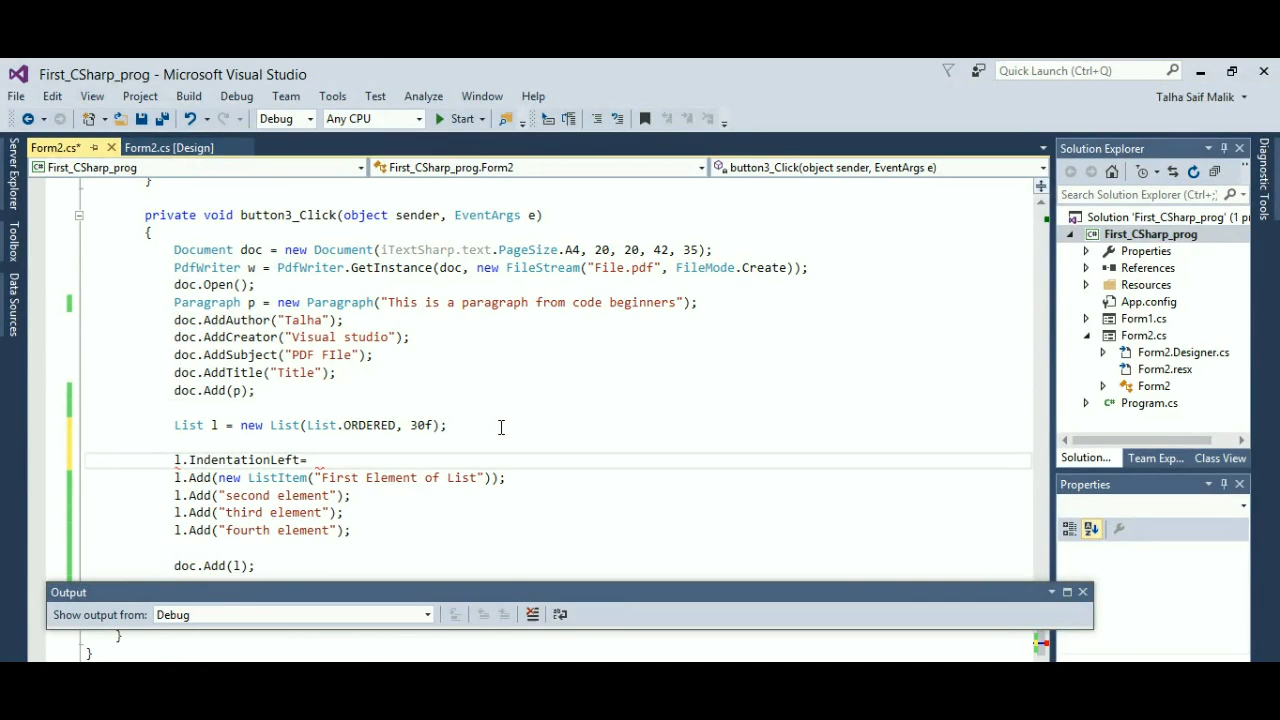 First_CSharp_prog - Microsoft Visual Studio
Quick Launch (Ctrl+Q)
File Edit View Project Build Debug Team Tools Test Analyze Window Help
Talha Saif Malik
Debug Any CPU Start
Form2.cs* Form2.cs [Design]
First_CSharp_prog First_CSharp_prog.Form2 button3_Click(object sender, EventArgs e)
Server Explorer
Toolbox
Data Sources
}
private void button3_Click(object sender, EventArgs e)
{
Document doc = new Document(iTextSharp.text.PageSize.A4, 20, 20, 42, 35);
PdfWriter w = PdfWriter.GetInstance(doc, new FileStream("File.pdf", FileMode.Create));
doc.Open();
Paragraph p = new Paragraph("This is a paragraph from code beginners");
doc.AddAuthor("Talha");
doc.AddCreator("Visual studio");
doc.AddSubject("PDF FIle");
doc.AddTitle("Title");
doc.Add(p);
List l = new List(List.ORDERED, 30f);
l.IndentationLeft=
l.Add(new ListItem("First Element of List"));
l.Add("second element");
l.Add("third element");
l.Add("fourth element");
doc.Add(l);
Output
Show output from: Debug
}
}
Solution Explorer
Search Solution Explorer (Ctrl+;)
Solution 'First_CSharp_prog' (1 pr
First_CSharp_prog
Properties
References
Resources
App.config
Form1.cs
Form2.cs
Form2.Designer.cs
Form2.resx
Form2
Program.cs
Solution... Team Exp... Class View
Properties
Diagnostic Tools